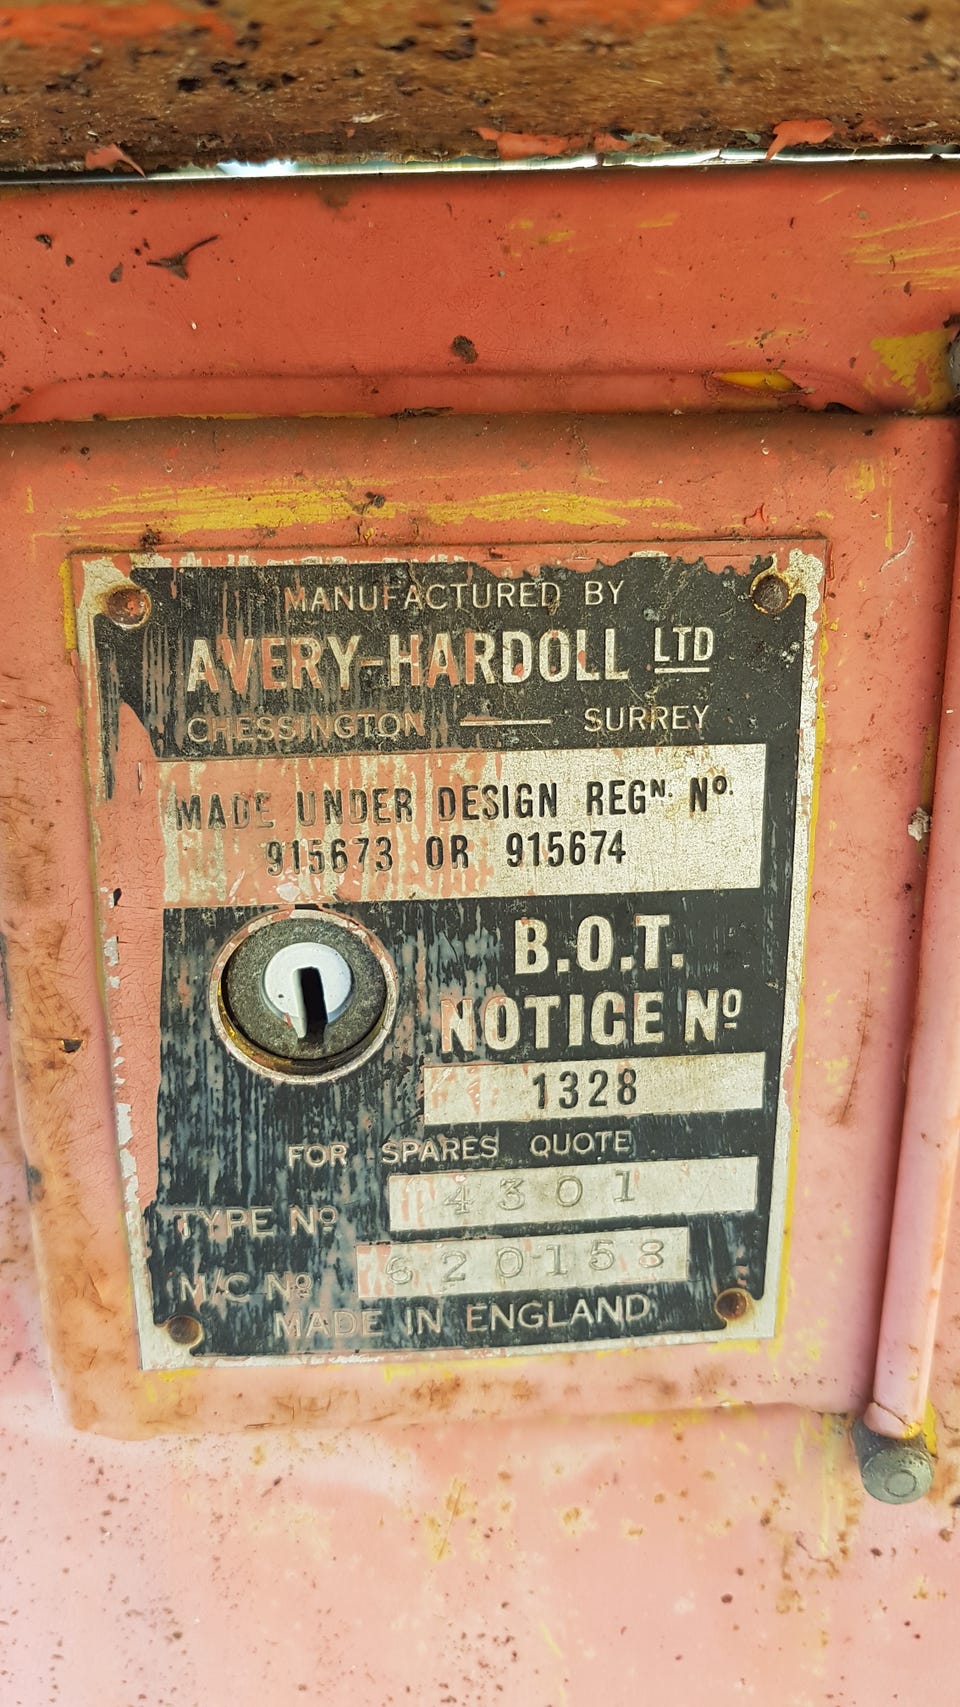 MANUFACTURED BY
AVERY-HARDOLL LTD
CHESSINGTON — SURREY
MADE UNDER DESIGN REGN. No.
915673 OR 915674
B.O.T.
NOTICE No
1328
FOR SPARES QUOTE
TYPE No 4301
M/C No 620158
MADE IN ENGLAND